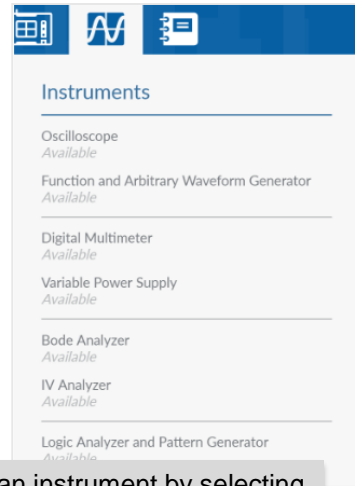 Instruments
Oscilloscope
Available
Function and Arbitrary Waveform Generator
Available
Digital Multimeter
Available
Variable Power Supply
Available
Bode Analyzer
Available
IV Analyzer
Available
Logic Analyzer and Pattern Generator
Available
an instrument by selecting